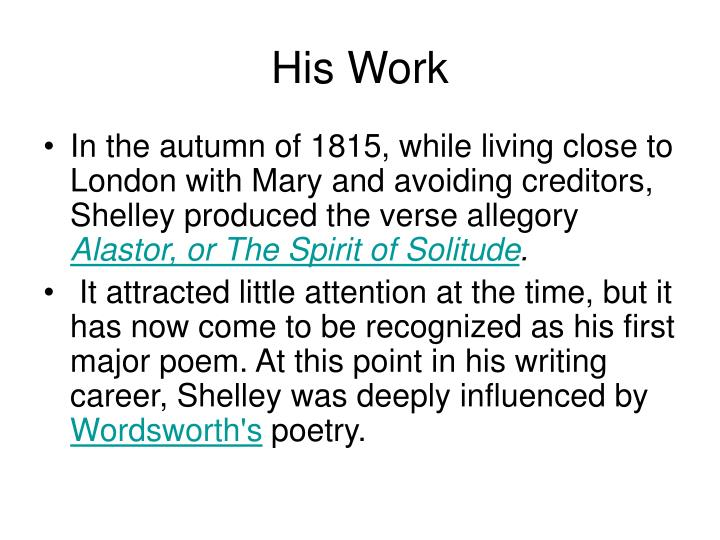 His Work
• In the autumn of 1815, while living close to
London with Mary and avoiding creditors,
Shelley produced the verse allegory
Alastor, or The Spirit of Solitude.
• It attracted little attention at the time, but it
has now come to be recognized as his first
major poem. At this point in his writing
career, Shelley was deeply influenced by
Wordsworth's poetry.